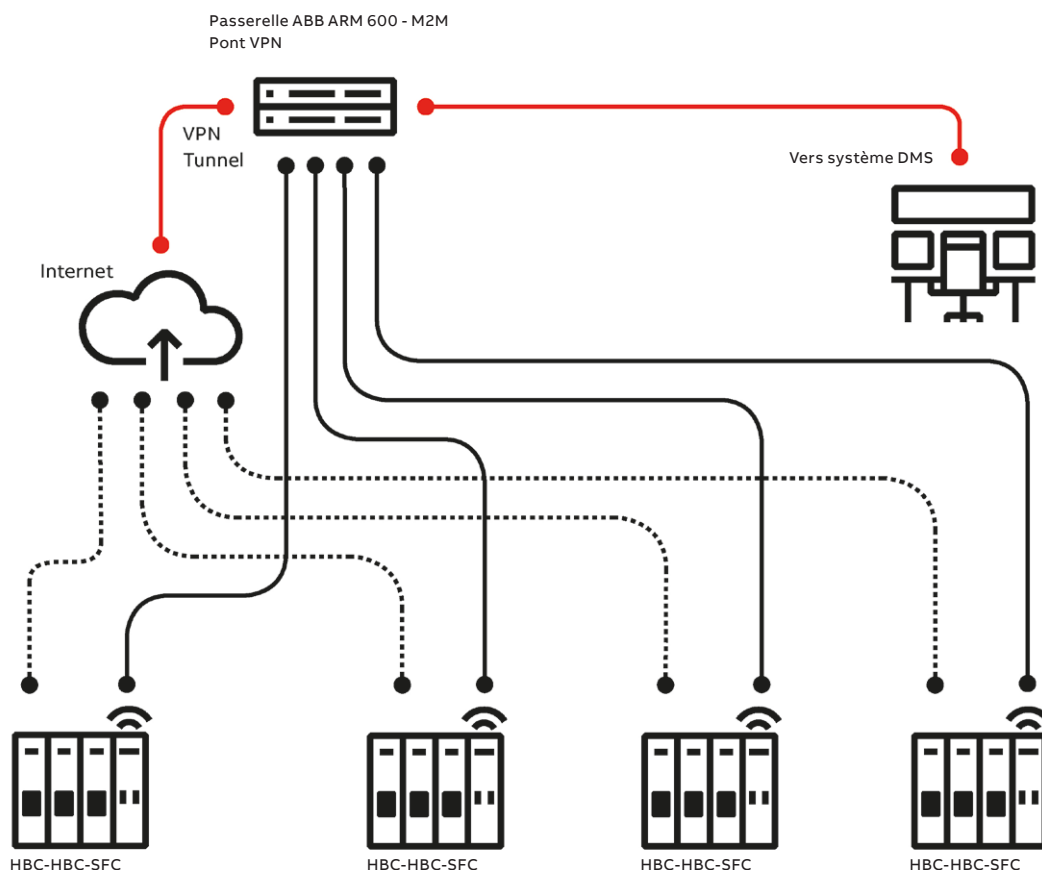 Passerelle ABB ARM 600 - M2M
Pont VPN
VPN
Tunnel
Vers système DMS
Internet
HBC-HBC-SFC
HBC-HBC-SFC
HBC-HBC-SFC
HBC-HBC-SFC